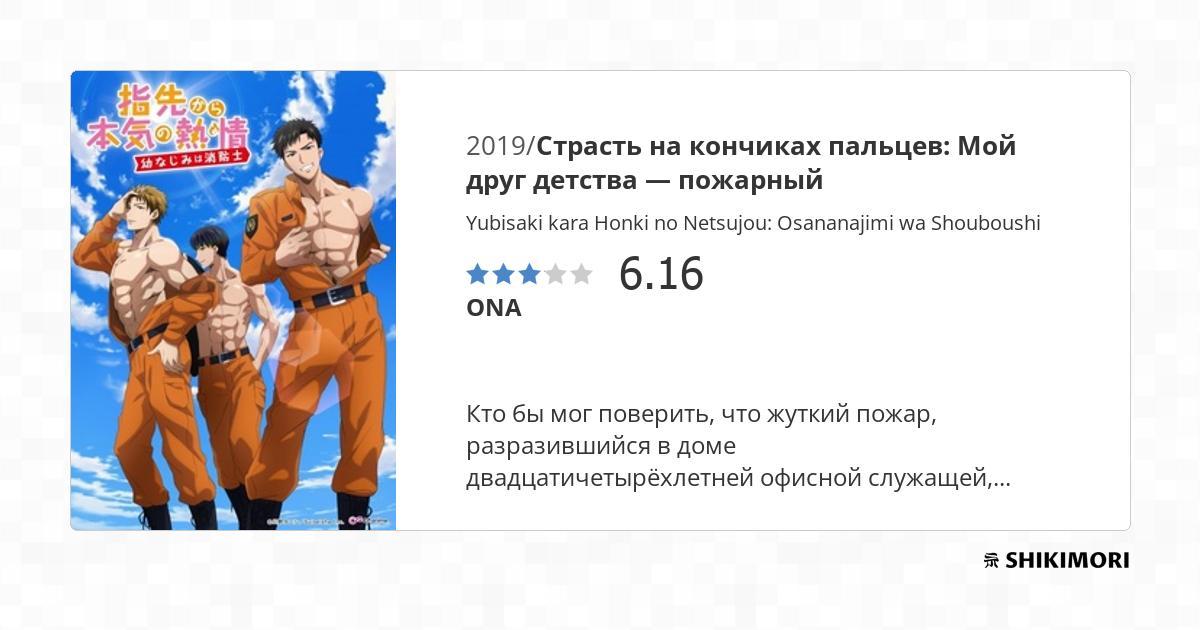 指先から
本気の熱情
幼なじみは消防士
2019/Страсть на кончиках пальцев: Мой
друг детства — пожарный
Yubisaki kara Honki no Netsujou: Osananajimi wa Shouboushi
6.16
ONA
Кто бы мог поверить, что жуткий пожар,
разразившийся в доме
двадцатичетырёхлетней офисной служащей,...
SHIKIMORI